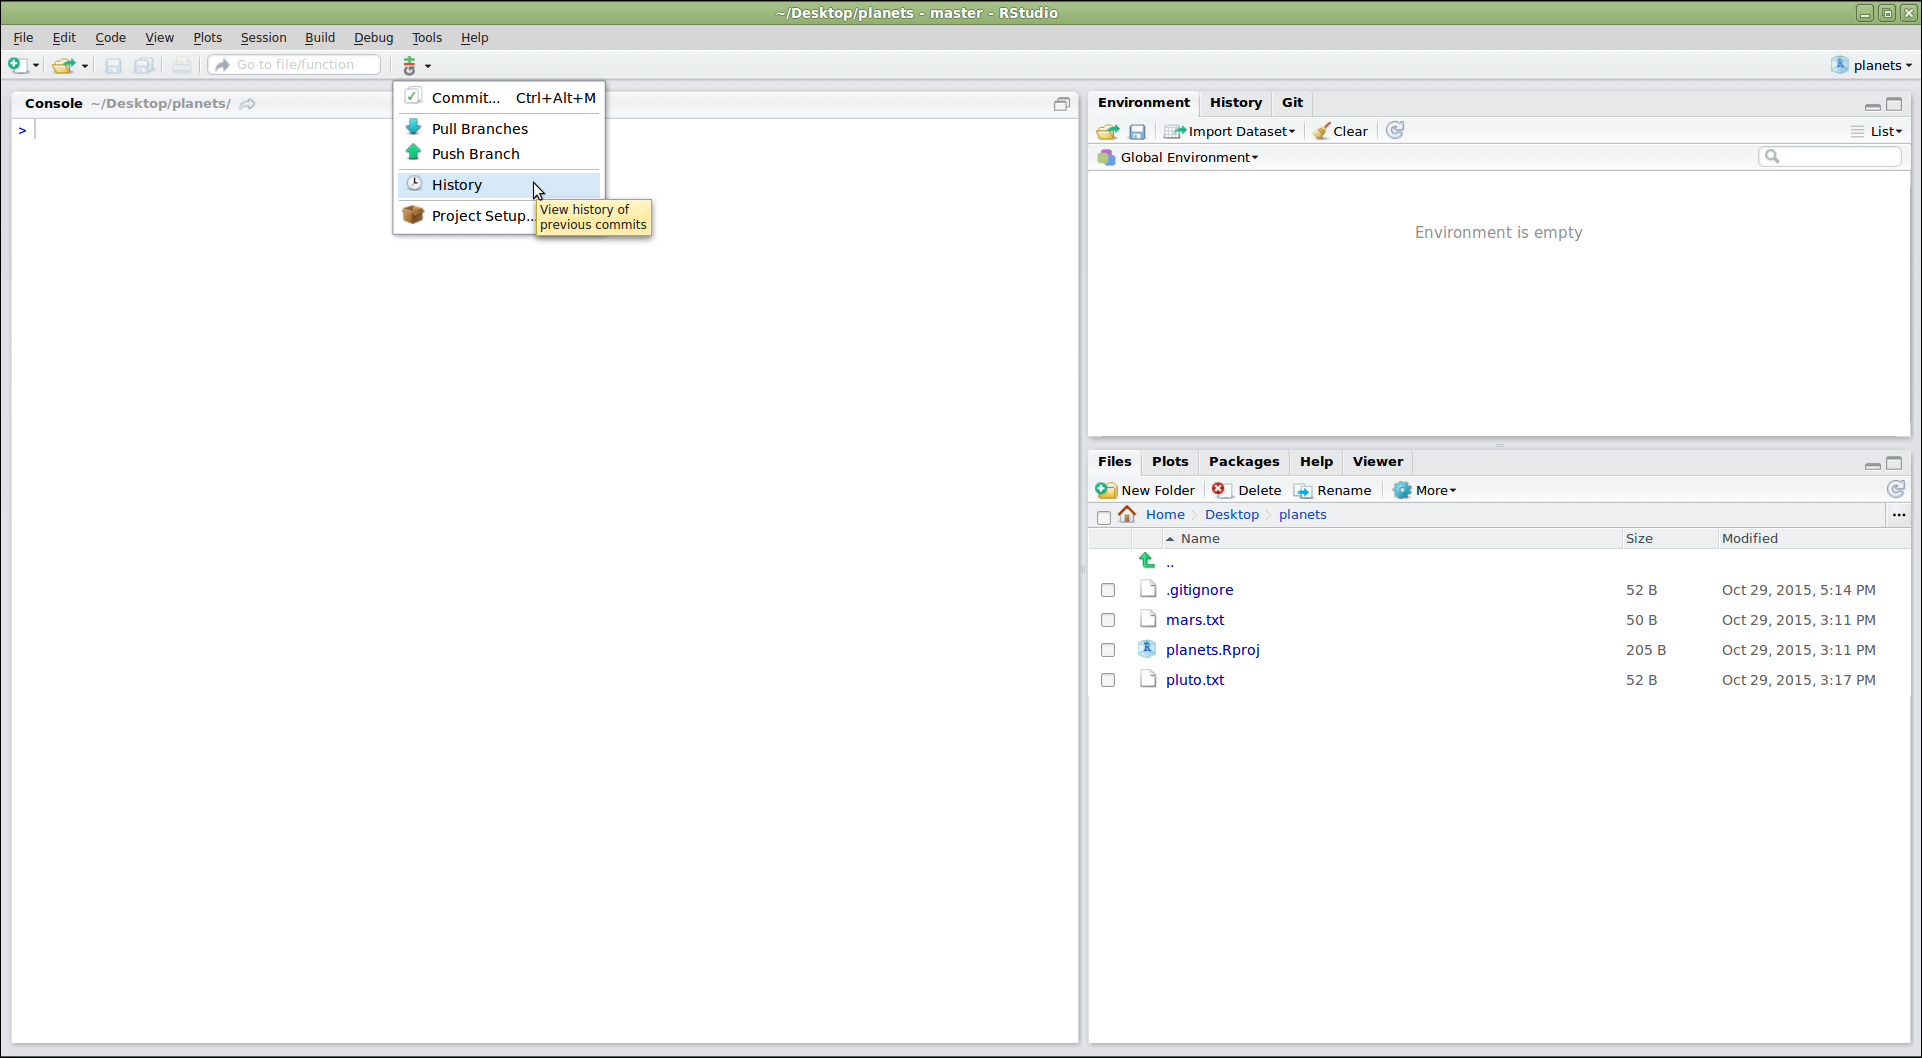 ~/Desktop/planets - master - RStudio
File Edit Code View Plots Session Build Debug Tools Help
Go to file/function
planets
Console ~/Desktop/planets/
>
Commit... Ctrl+Alt+M
Pull Branches
Push Branch
History
Project Setup...
View history of
previous commits
Environment History Git
Import Dataset Clear List
Global Environment
Environment is empty
Files Plots Packages Help Viewer
New Folder Delete Rename More
Home Desktop planets ...
Name Size Modified
..
.gitignore 52 B Oct 29, 2015, 5:14 PM
mars.txt 50 B Oct 29, 2015, 3:11 PM
planets.Rproj 205 B Oct 29, 2015, 3:11 PM
pluto.txt 52 B Oct 29, 2015, 3:17 PM